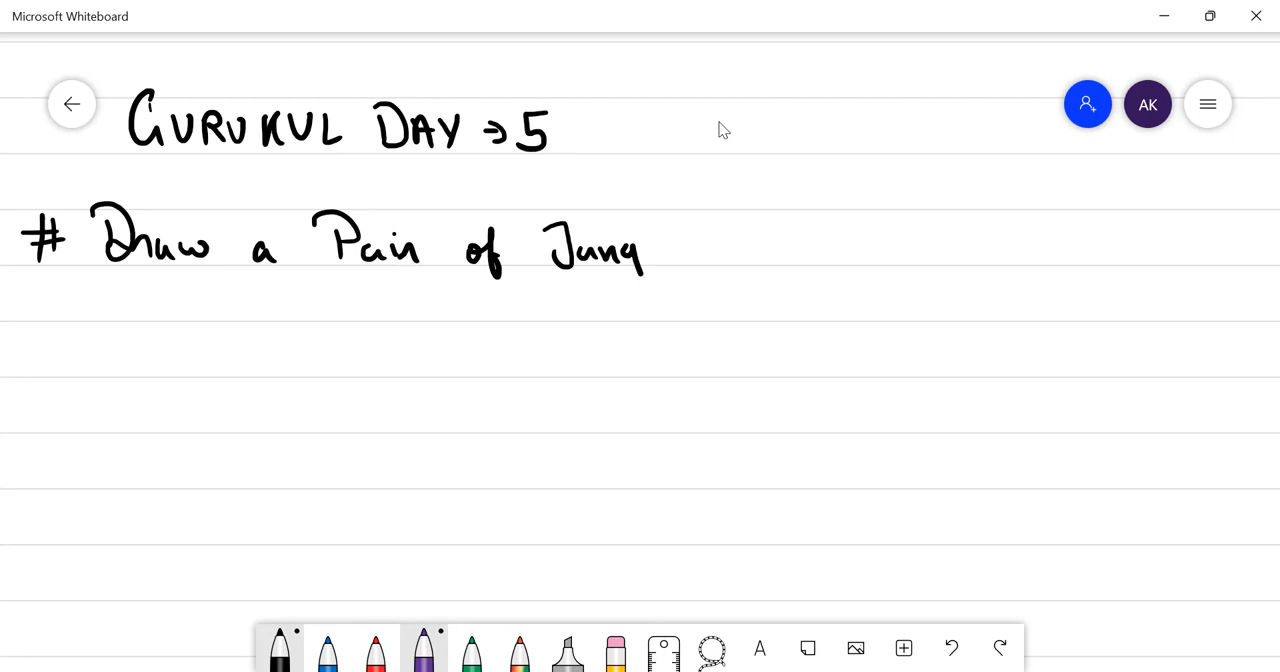 Microsoft Whiteboard
AK
GURUKUL DAY → 5
# Draw a Pair of Jung
A